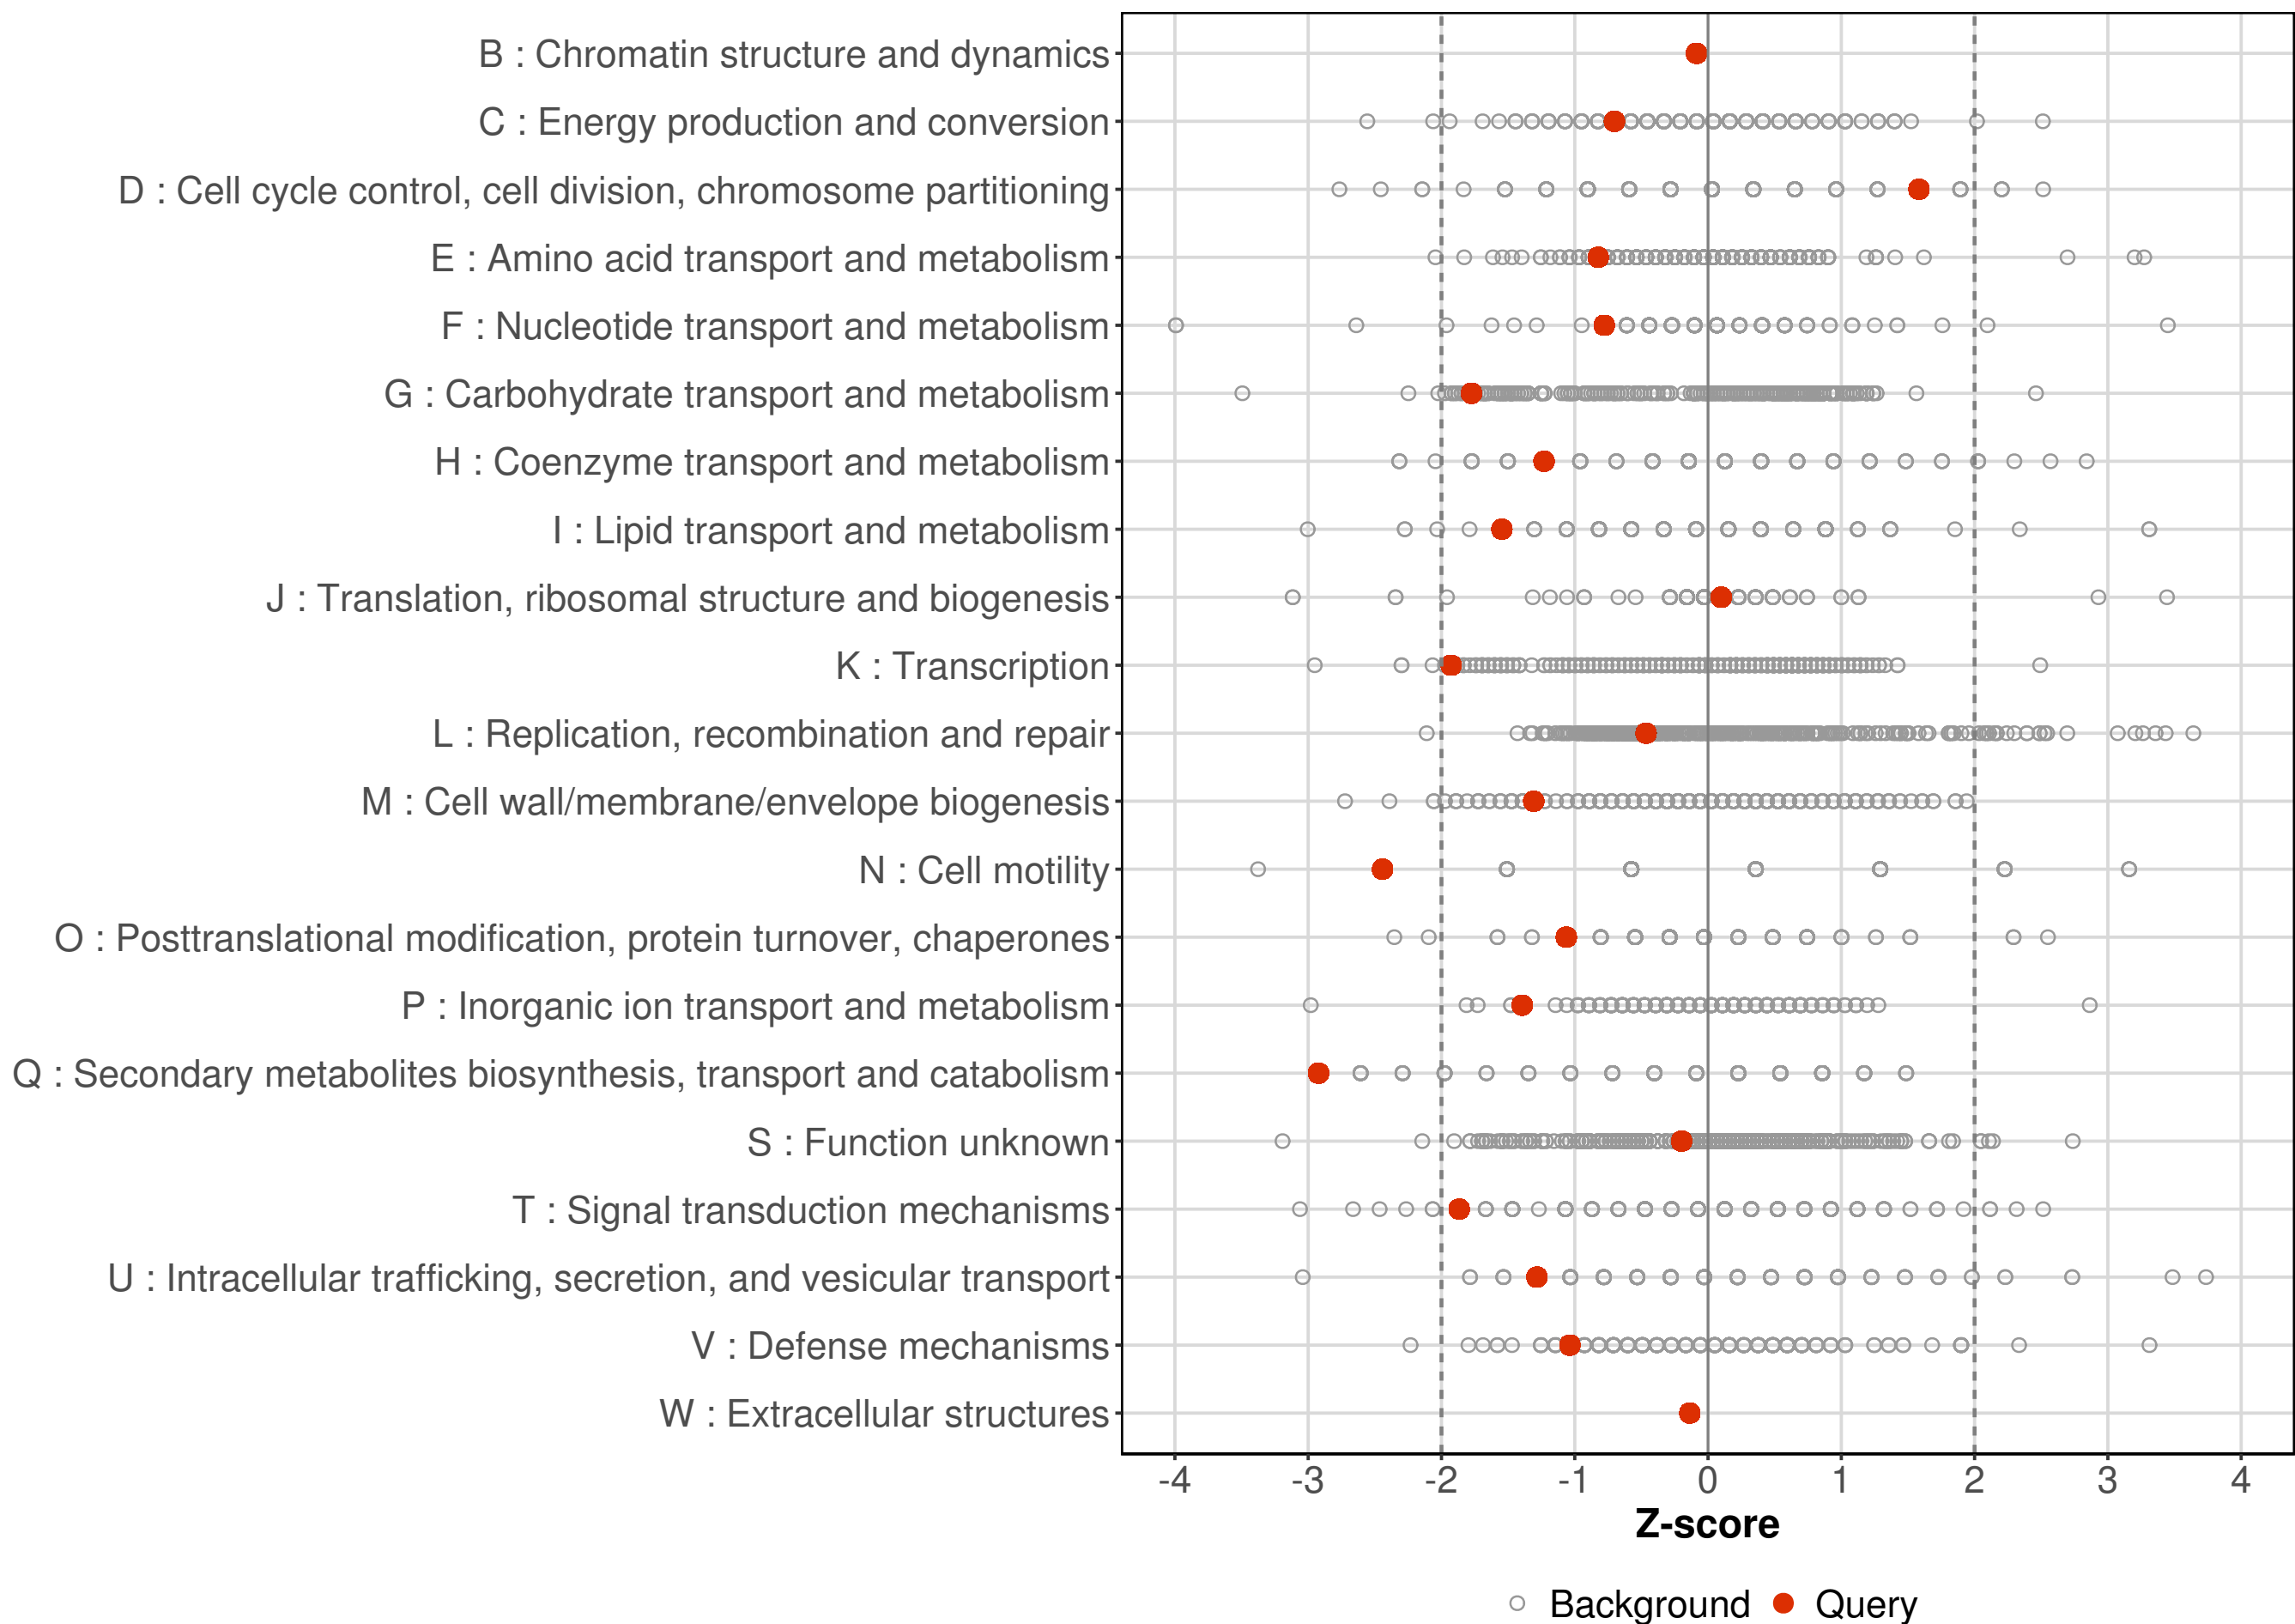 B : Chromatin structure and dynamics
C : Energy production and conversion
D : Cell cycle control, cell division, chromosome partitioning
E : Amino acid transport and metabolism
F : Nucleotide transport and metabolism
G : Carbohydrate transport and metabolism
H : Coenzyme transport and metabolism
I : Lipid transport and metabolism
J : Translation, ribosomal structure and biogenesis
K : Transcription
L : Replication, recombination and repair
M : Cell wall/membrane/envelope biogenesis
N : Cell motility
O : Posttranslational modification, protein turnover, chaperones
P : Inorganic ion transport and metabolism
Q : Secondary metabolites biosynthesis, transport and catabolism
S : Function unknown
T : Signal transduction mechanisms
U : Intracellular trafficking, secretion, and vesicular transport
V : Defense mechanisms
W : Extracellular structures
-4 -3 -2 -1 0 1 2 3 4
Z-score
Background Query